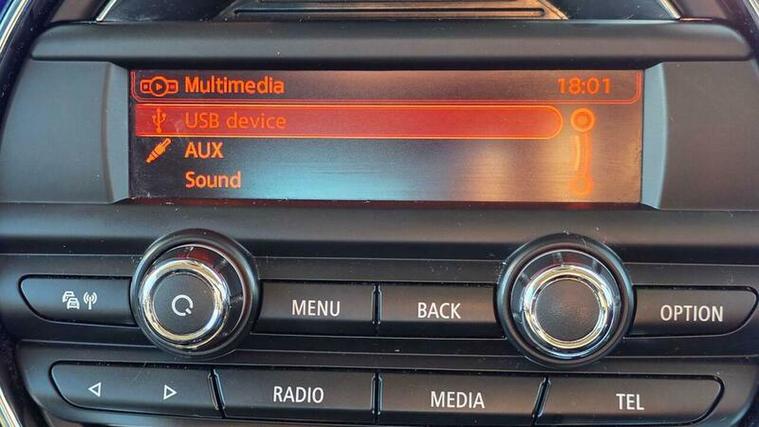 Multimedia 18:01
USB device
AUX
Sound
MENU BACK OPTION
RADIO MEDIA TEL